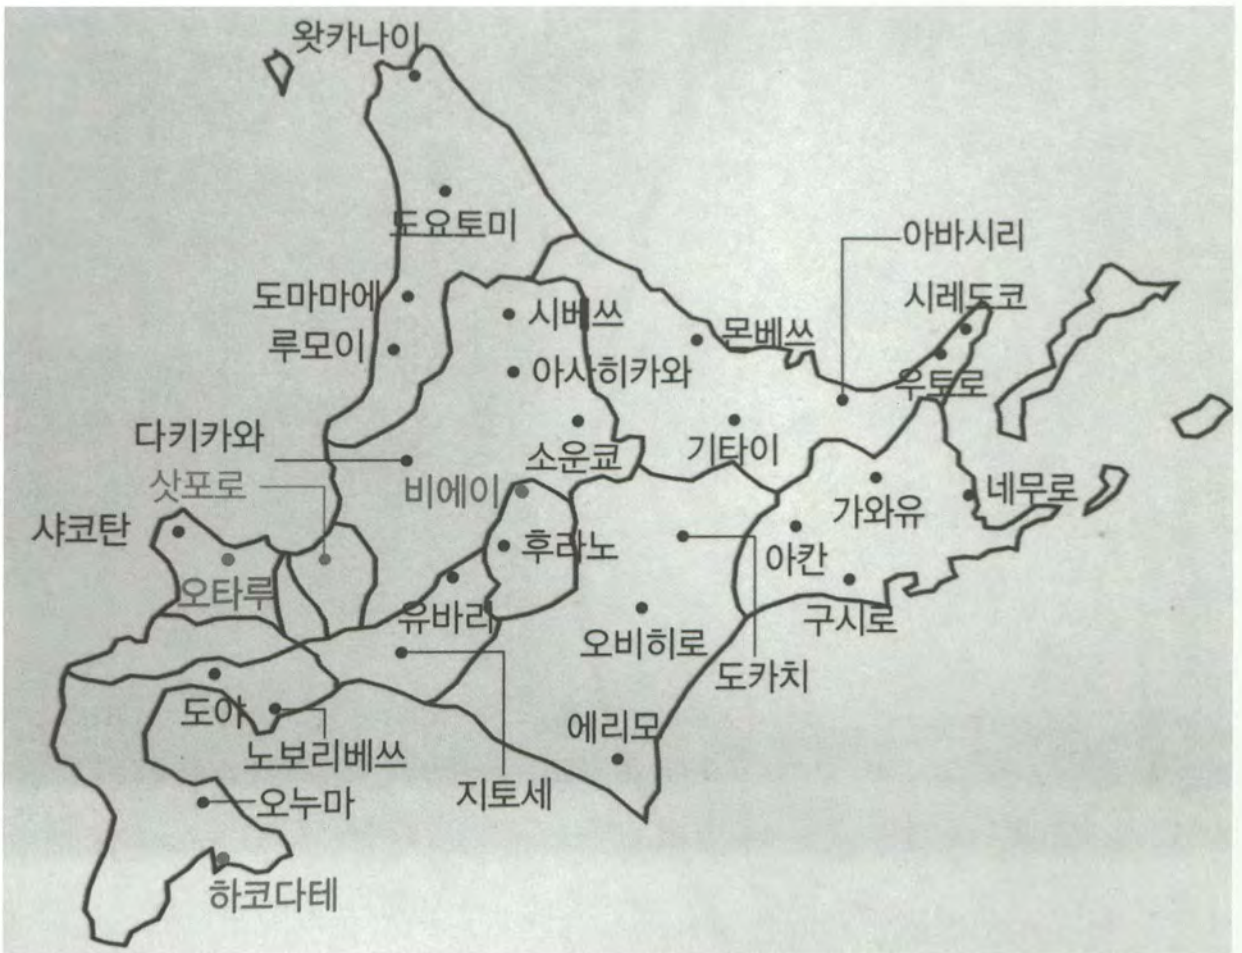 왓카나이
도요토미
아바시리
시레도코
도마마에
시베쓰
몬베쓰
루모이
아사히카와
우토로
다키카와
소운쿄
기타이
삿포로
비에이
네무로
가와유
샤코탄
후라노
아칸
오타루
유바리
구시로
오비히로
도카치
도야
에리모
노보리베쓰
지토세
오누마
하코다테